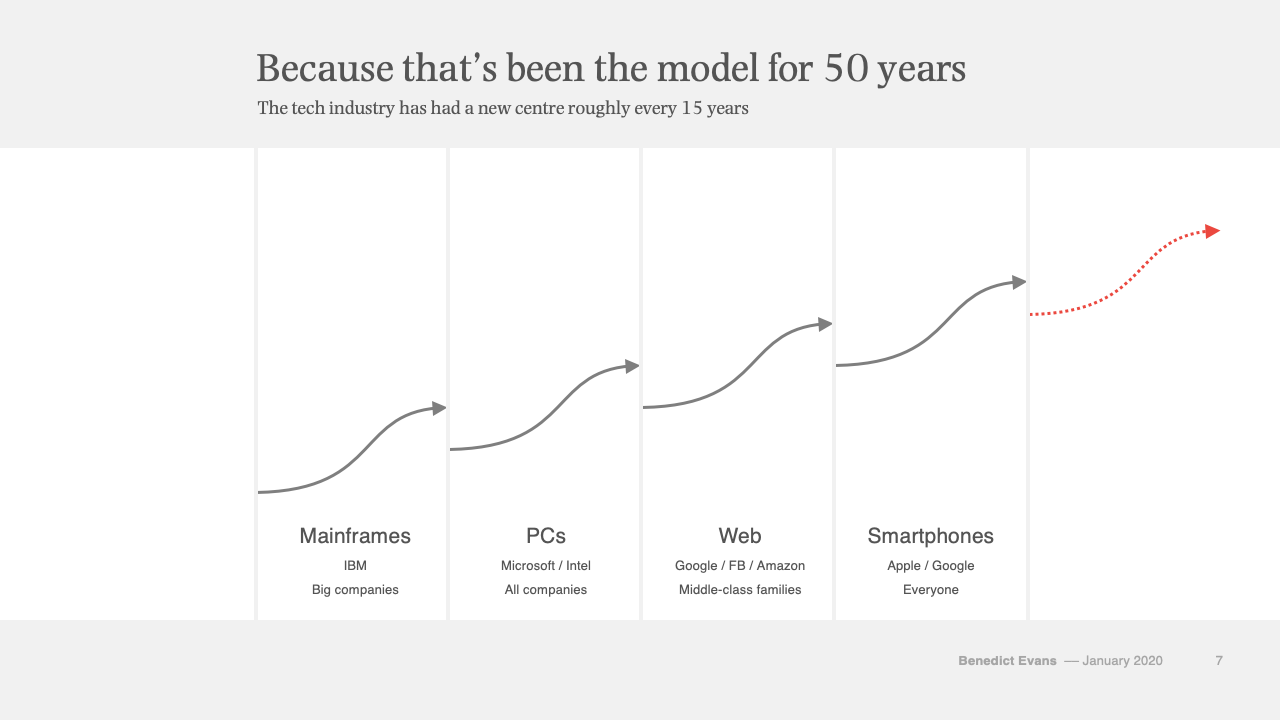 Because that’s been the model for 50 years
The tech industry has had a new centre roughly every 15 years
Mainframes
IBM
Big companies
PCs
Microsoft / Intel
All companies
Web
Google / FB / Amazon
Middle-class families
Smartphones
Apple / Google
Everyone
Benedict Evans — January 2020 7